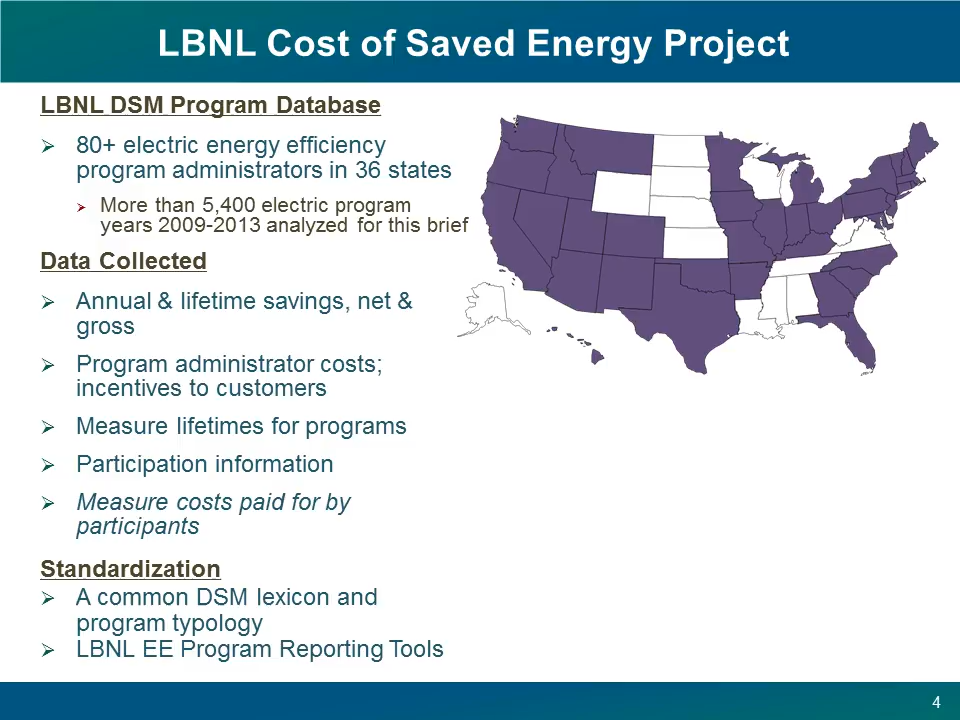 LBNL Cost of Saved Energy Project
LBNL DSM Program Database
80+ electric energy efficiency
program administrators in 36 states
More than 5,400 electric program
years 2009-2013 analyzed for this brief
Data Collected
Annual & lifetime savings, net &
gross
Program administrator costs;
incentives to customers
Measure lifetimes for programs
Participation information
Measure costs paid for by
participants
Standardization
A common DSM lexicon and
program typology
LBNL EE Program Reporting Tools
4